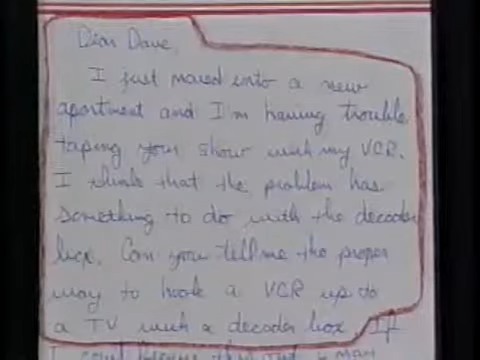 Dear Dave,
I just moved into a new
apartment and I'm having trouble
taping your show with my VCR.
I think that the problem has
something to do with the decoder
box. Can you tell me the proper
way to hook a VCR up to
a TV with a decoder box. If
I